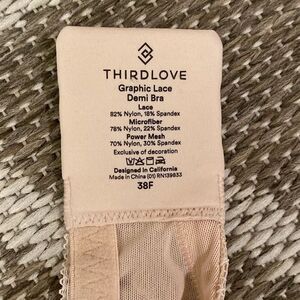 THIRDLOVE
Graphic Lace
Demi Bra
Lace
82% Nylon, 18% Spandex
Microfiber
78% Nylon, 22% Spandex
Power Mesh
70% Nylon, 30% Spandex
Exclusive of decoration
Designed in California
Made in China (01) RN139833
38F